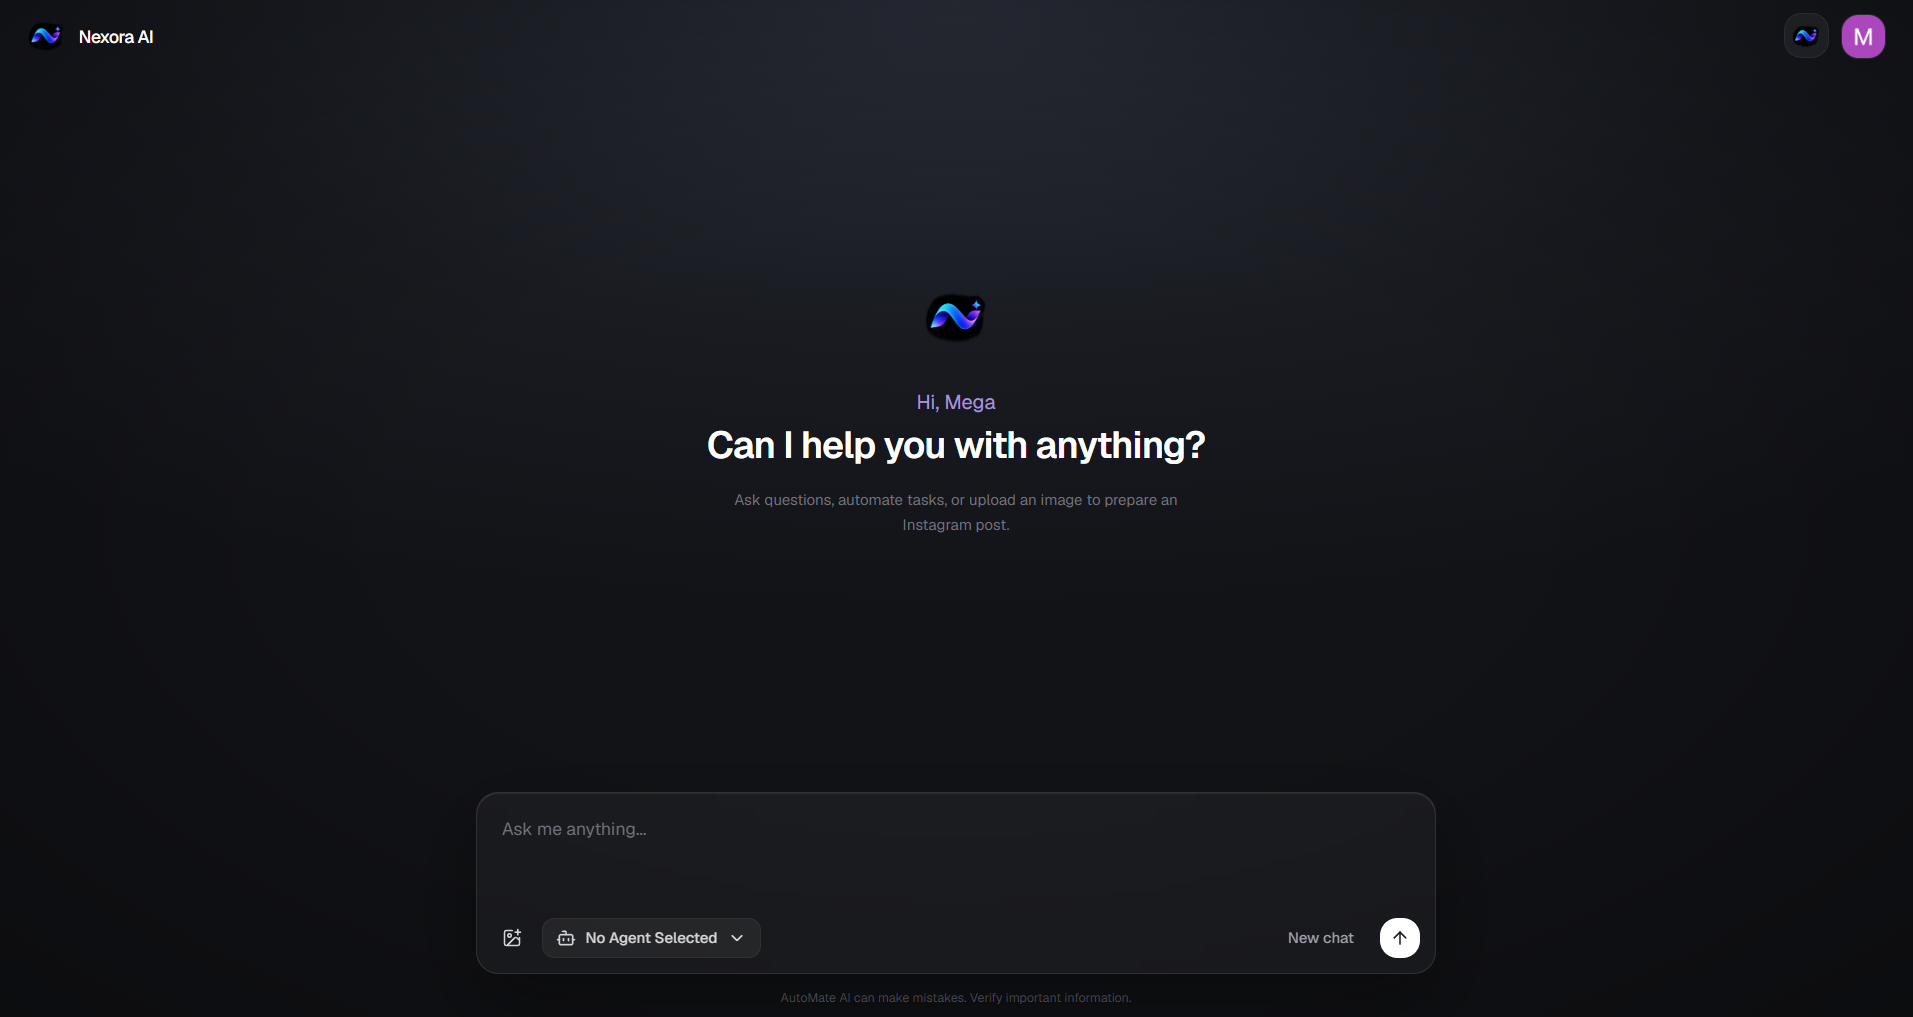 Nexora AI
M
Hi, Mega
Can I help you with anything?
Ask questions, automate tasks, or upload an image to prepare an
Instagram post.
Ask me anything...
No Agent Selected
New chat
AutoMate AI can make mistakes. Verify important information.